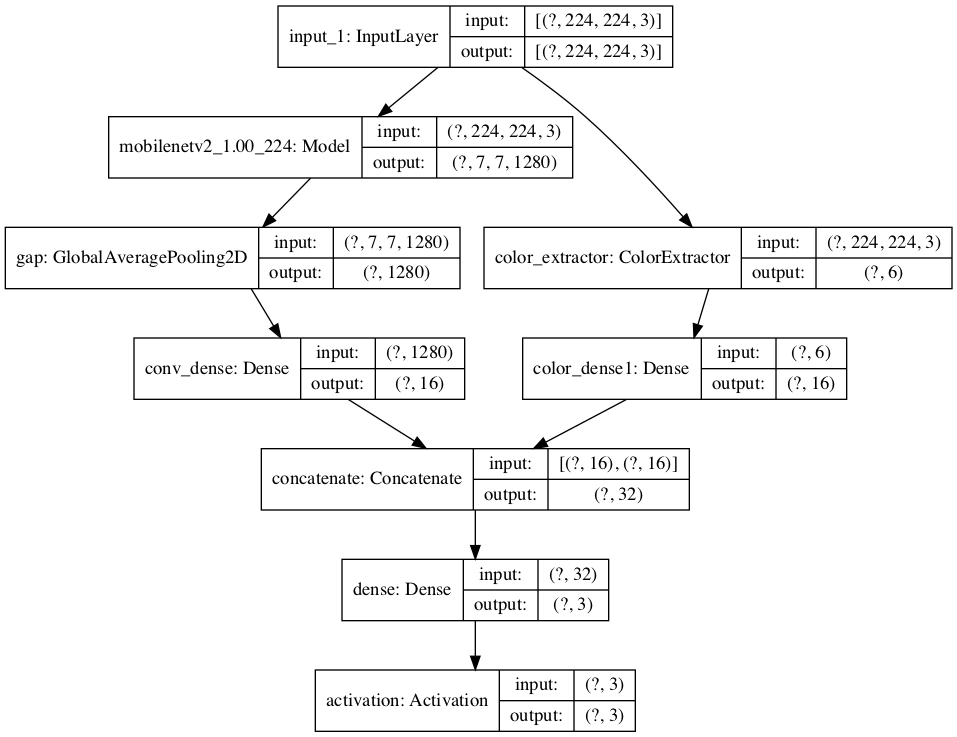 input_1: InputLayer
input: [(?, 224, 224, 3)]
output: [(?, 224, 224, 3)]
mobilenetv2_1.00_224: Model
input: (?, 224, 224, 3)
output: (?, 7, 7, 1280)
gap: GlobalAveragePooling2D
input: (?, 7, 7, 1280)
output: (?, 1280)
color_extractor: ColorExtractor
input: (?, 224, 224, 3)
output: (?, 6)
conv_dense: Dense
input: (?, 1280)
output: (?, 16)
color_dense1: Dense
input: (?, 6)
output: (?, 16)
concatenate: Concatenate
input: [(?, 16), (?, 16)]
output: (?, 32)
dense: Dense
input: (?, 32)
output: (?, 3)
activation: Activation
input: (?, 3)
output: (?, 3)